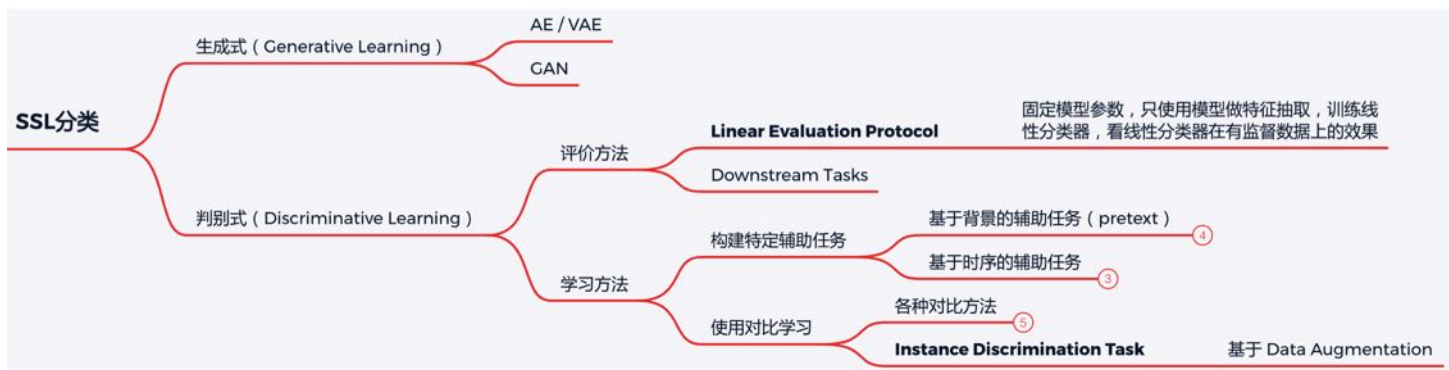 SSL分类
生成式（Generative Learning）
AE / VAE
GAN
判别式（Discriminative Learning）
评价方法
Linear Evaluation Protocol
固定模型参数，只使用模型做特征抽取，训练线
性分类器，看线性分类器在有监督数据上的效果
Downstream Tasks
学习方法
构建特定辅助任务
基于背景的辅助任务（pretext）
4
基于时序的辅助任务
3
使用对比学习
各种对比方法
5
Instance Discrimination Task
基于 Data Augmentation